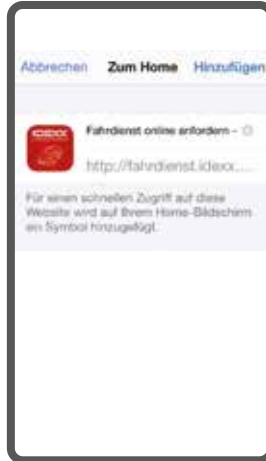 Abbrechen Zum Home Hinzufügen
IDEXX
Fahrdienst online anfordern –
http://fahrdienst.idexx....
Für einen schnellen Zugriff auf diese
Website wird auf Ihrem Home-Bildschirm
ein Symbol hinzugefügt.